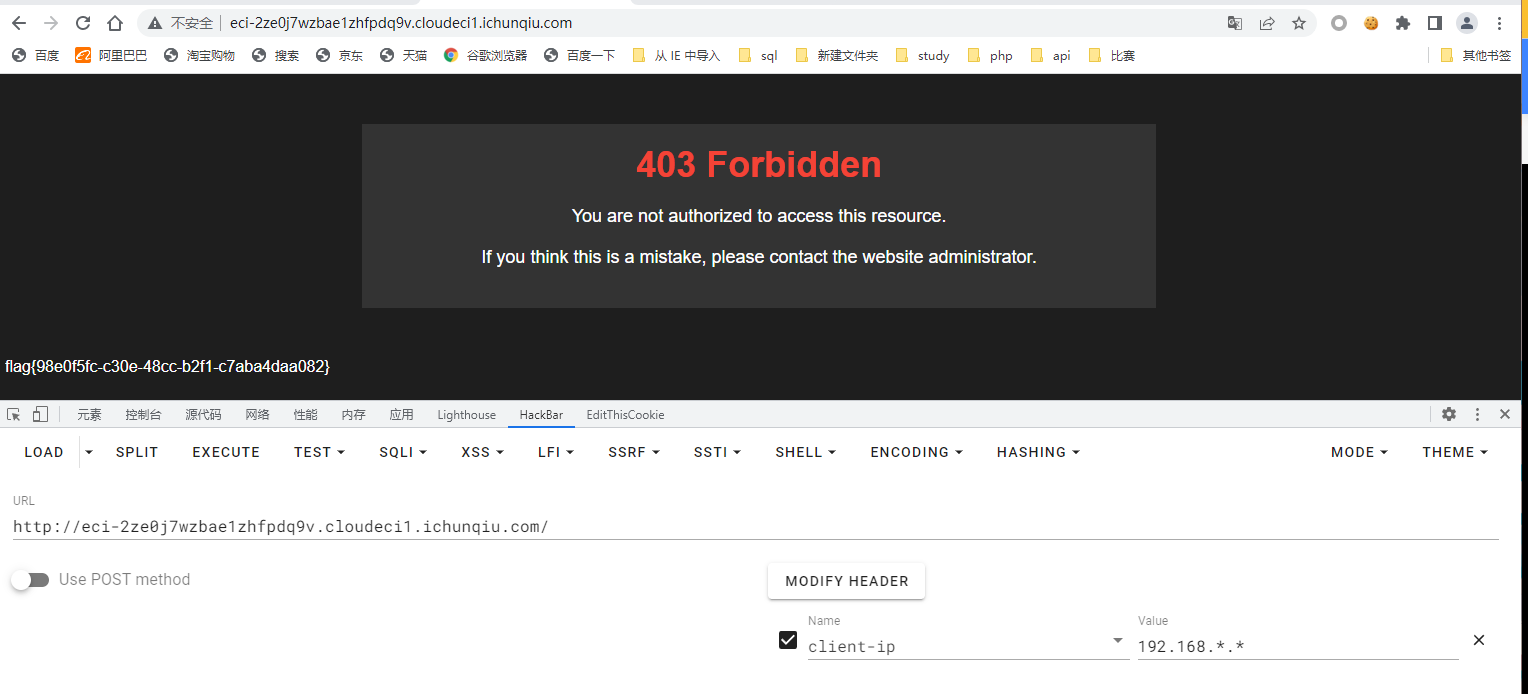 不安全 eci-2ze0j7wzbae1zhfpdq9v.cloudeci1.ichunqiu.com
百度 阿里巴巴 淘宝购物 搜索 京东 天猫 谷歌浏览器 百度一下 从 IE 中导入 sql 新建文件夹 study php api 比赛 其他书签
403 Forbidden
You are not authorized to access this resource.
If you think this is a mistake, please contact the website administrator.
flag{98e0f5fc-c30e-48cc-b2f1-c7aba4daa082}
元素 控制台 源代码 网络 性能 内存 应用 Lighthouse HackBar EditThisCookie
LOAD SPLIT EXECUTE TEST SQLI XSS LFI SSRF SSTI SHELL ENCODING HASHING MODE THEME
URL
http://eci-2ze0j7wzbae1zhfpdq9v.cloudeci1.ichunqiu.com/
Use POST method MODIFY HEADER
Name Value
client-ip 192.168.*.*